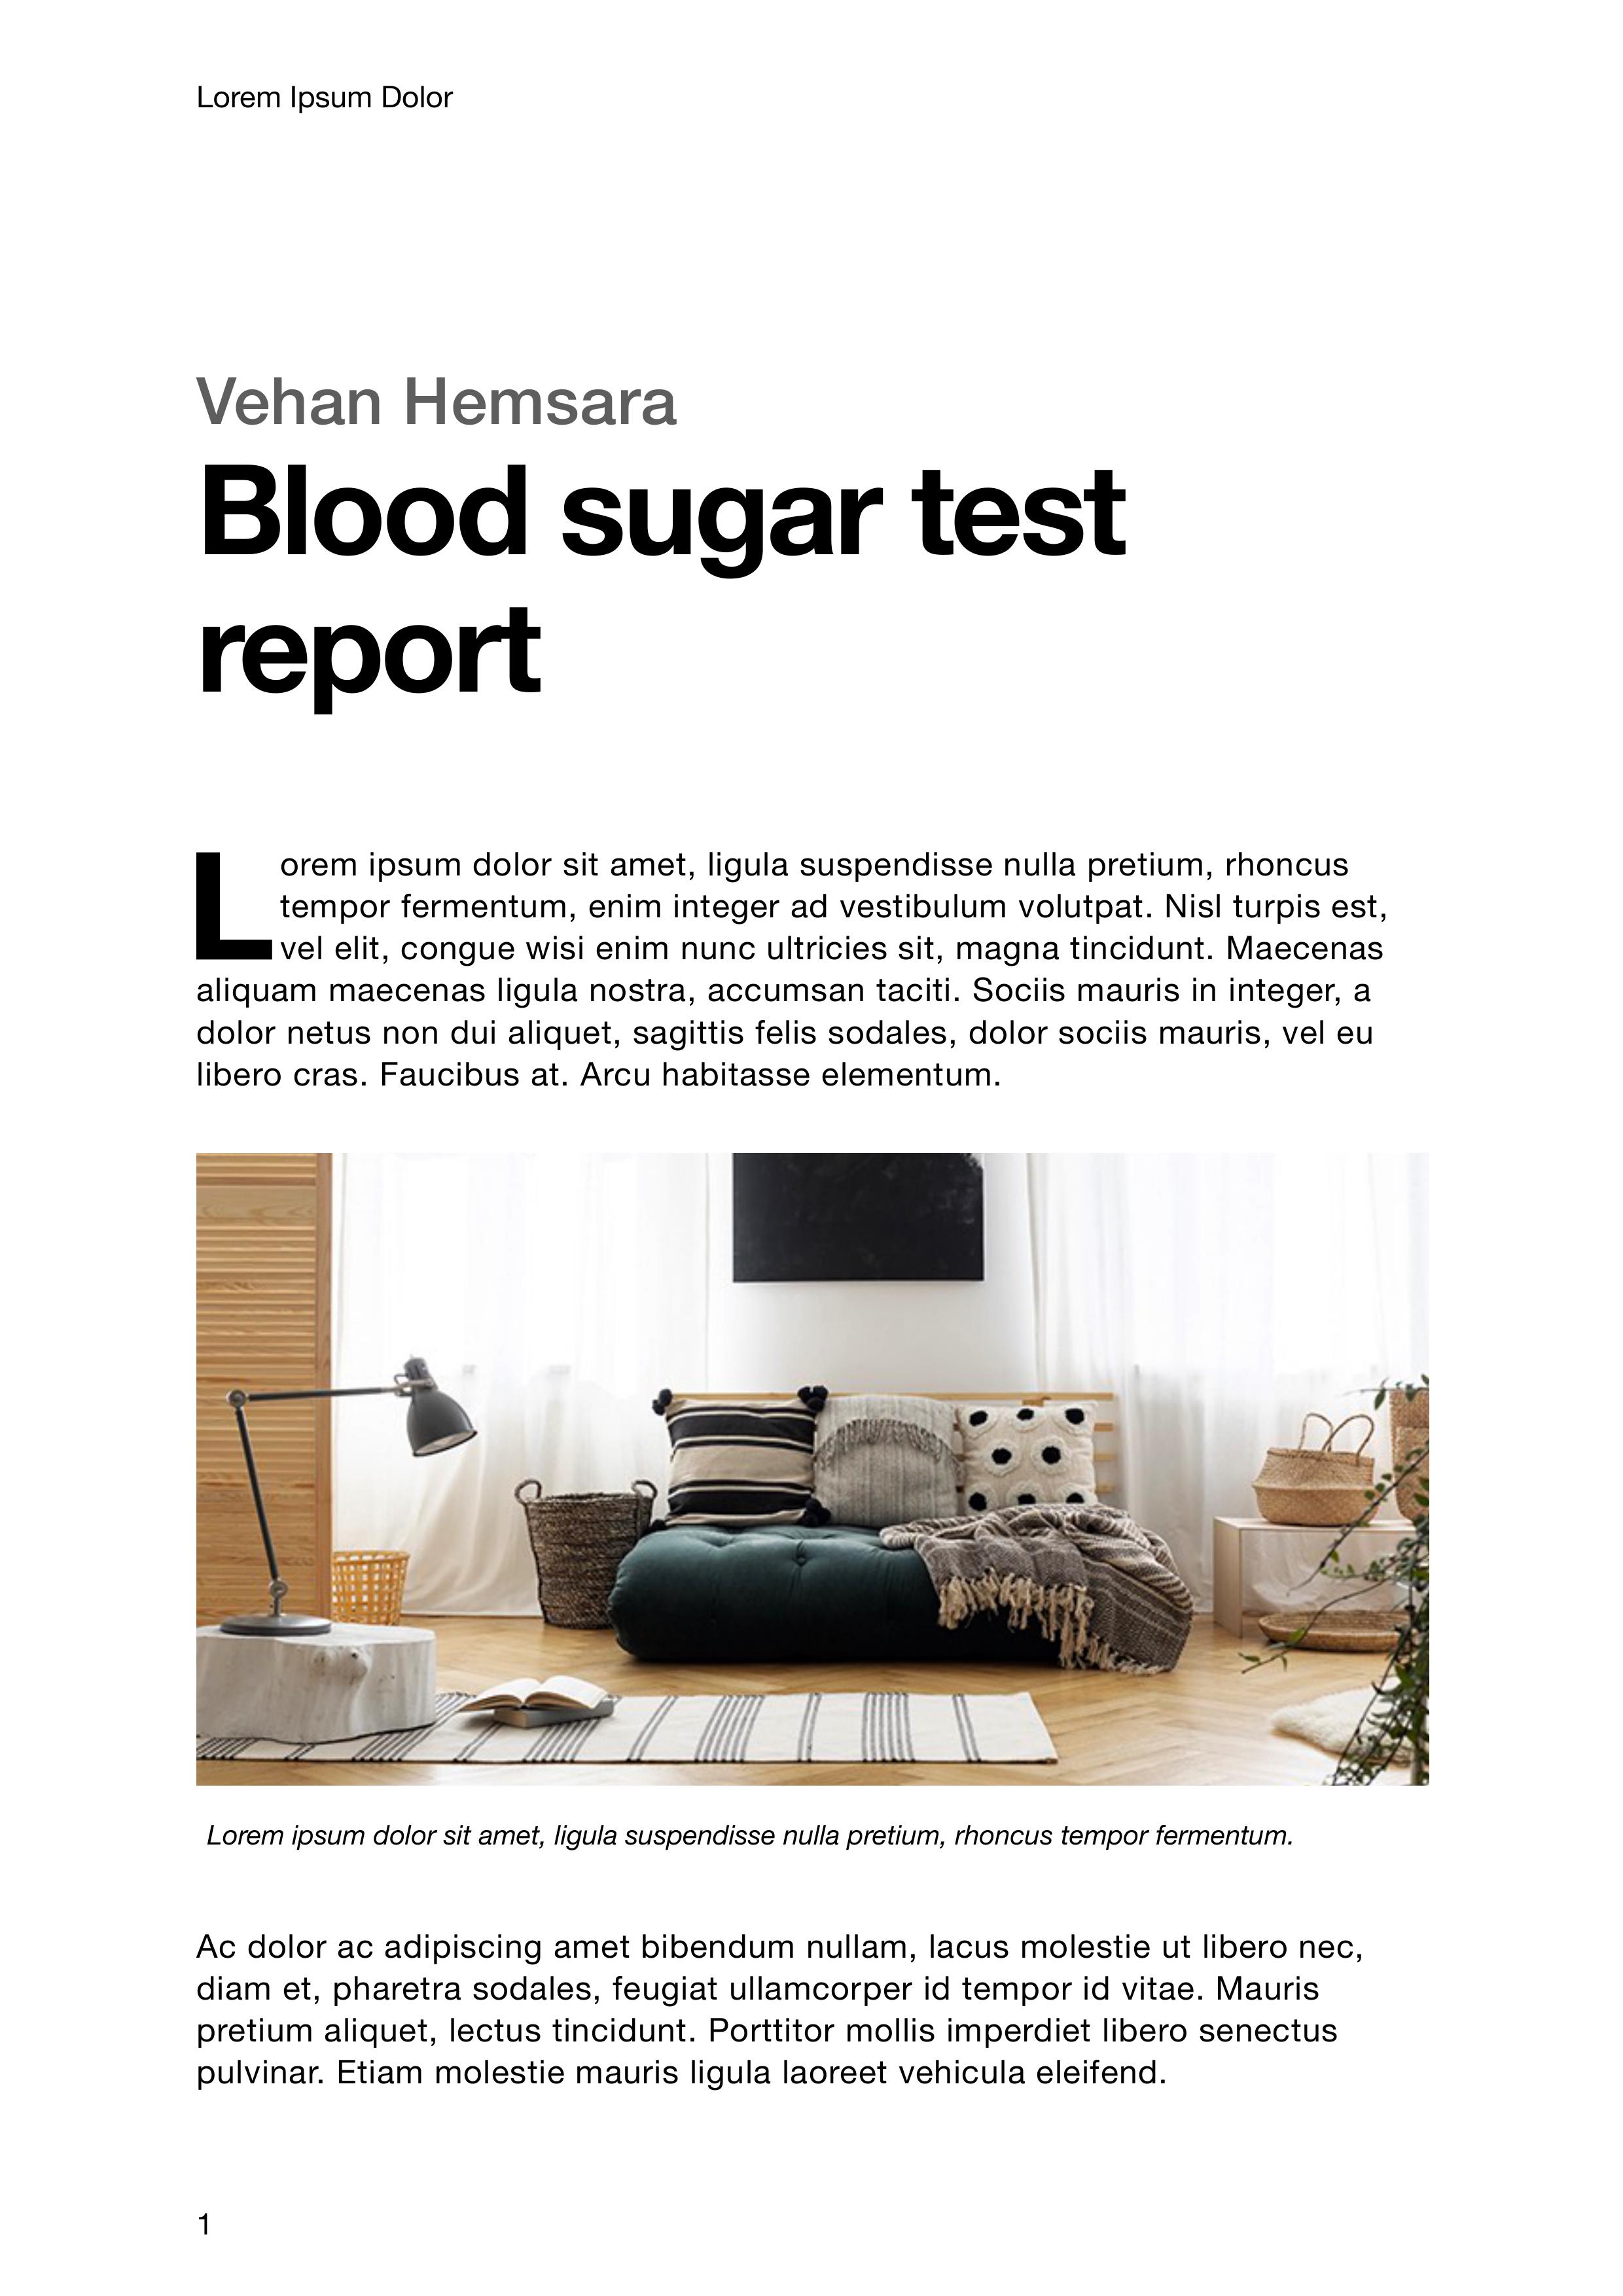 Lorem Ipsum Dolor
Vehan Hemsara
Blood sugar test
report
Lorem ipsum dolor sit amet, ligula suspendisse nulla pretium, rhoncus
tempor fermentum, enim integer ad vestibulum volutpat. Nisl turpis est,
vel elit, congue wisi enim nunc ultricies sit, magna tincidunt. Maecenas
aliquam maecenas ligula nostra, accumsan taciti. Sociis mauris in integer, a
dolor netus non dui aliquet, sagittis felis sodales, dolor sociis mauris, vel eu
libero cras. Faucibus at. Arcu habitasse elementum.
Lorem ipsum dolor sit amet, ligula suspendisse nulla pretium, rhoncus tempor fermentum.
Ac dolor ac adipiscing amet bibendum nullam, lacus molestie ut libero nec,
diam et, pharetra sodales, feugiat ullamcorper id tempor id vitae. Mauris
pretium aliquet, lectus tincidunt. Porttitor mollis imperdiet libero senectus
pulvinar. Etiam molestie mauris ligula laoreet vehicula eleifend.
1